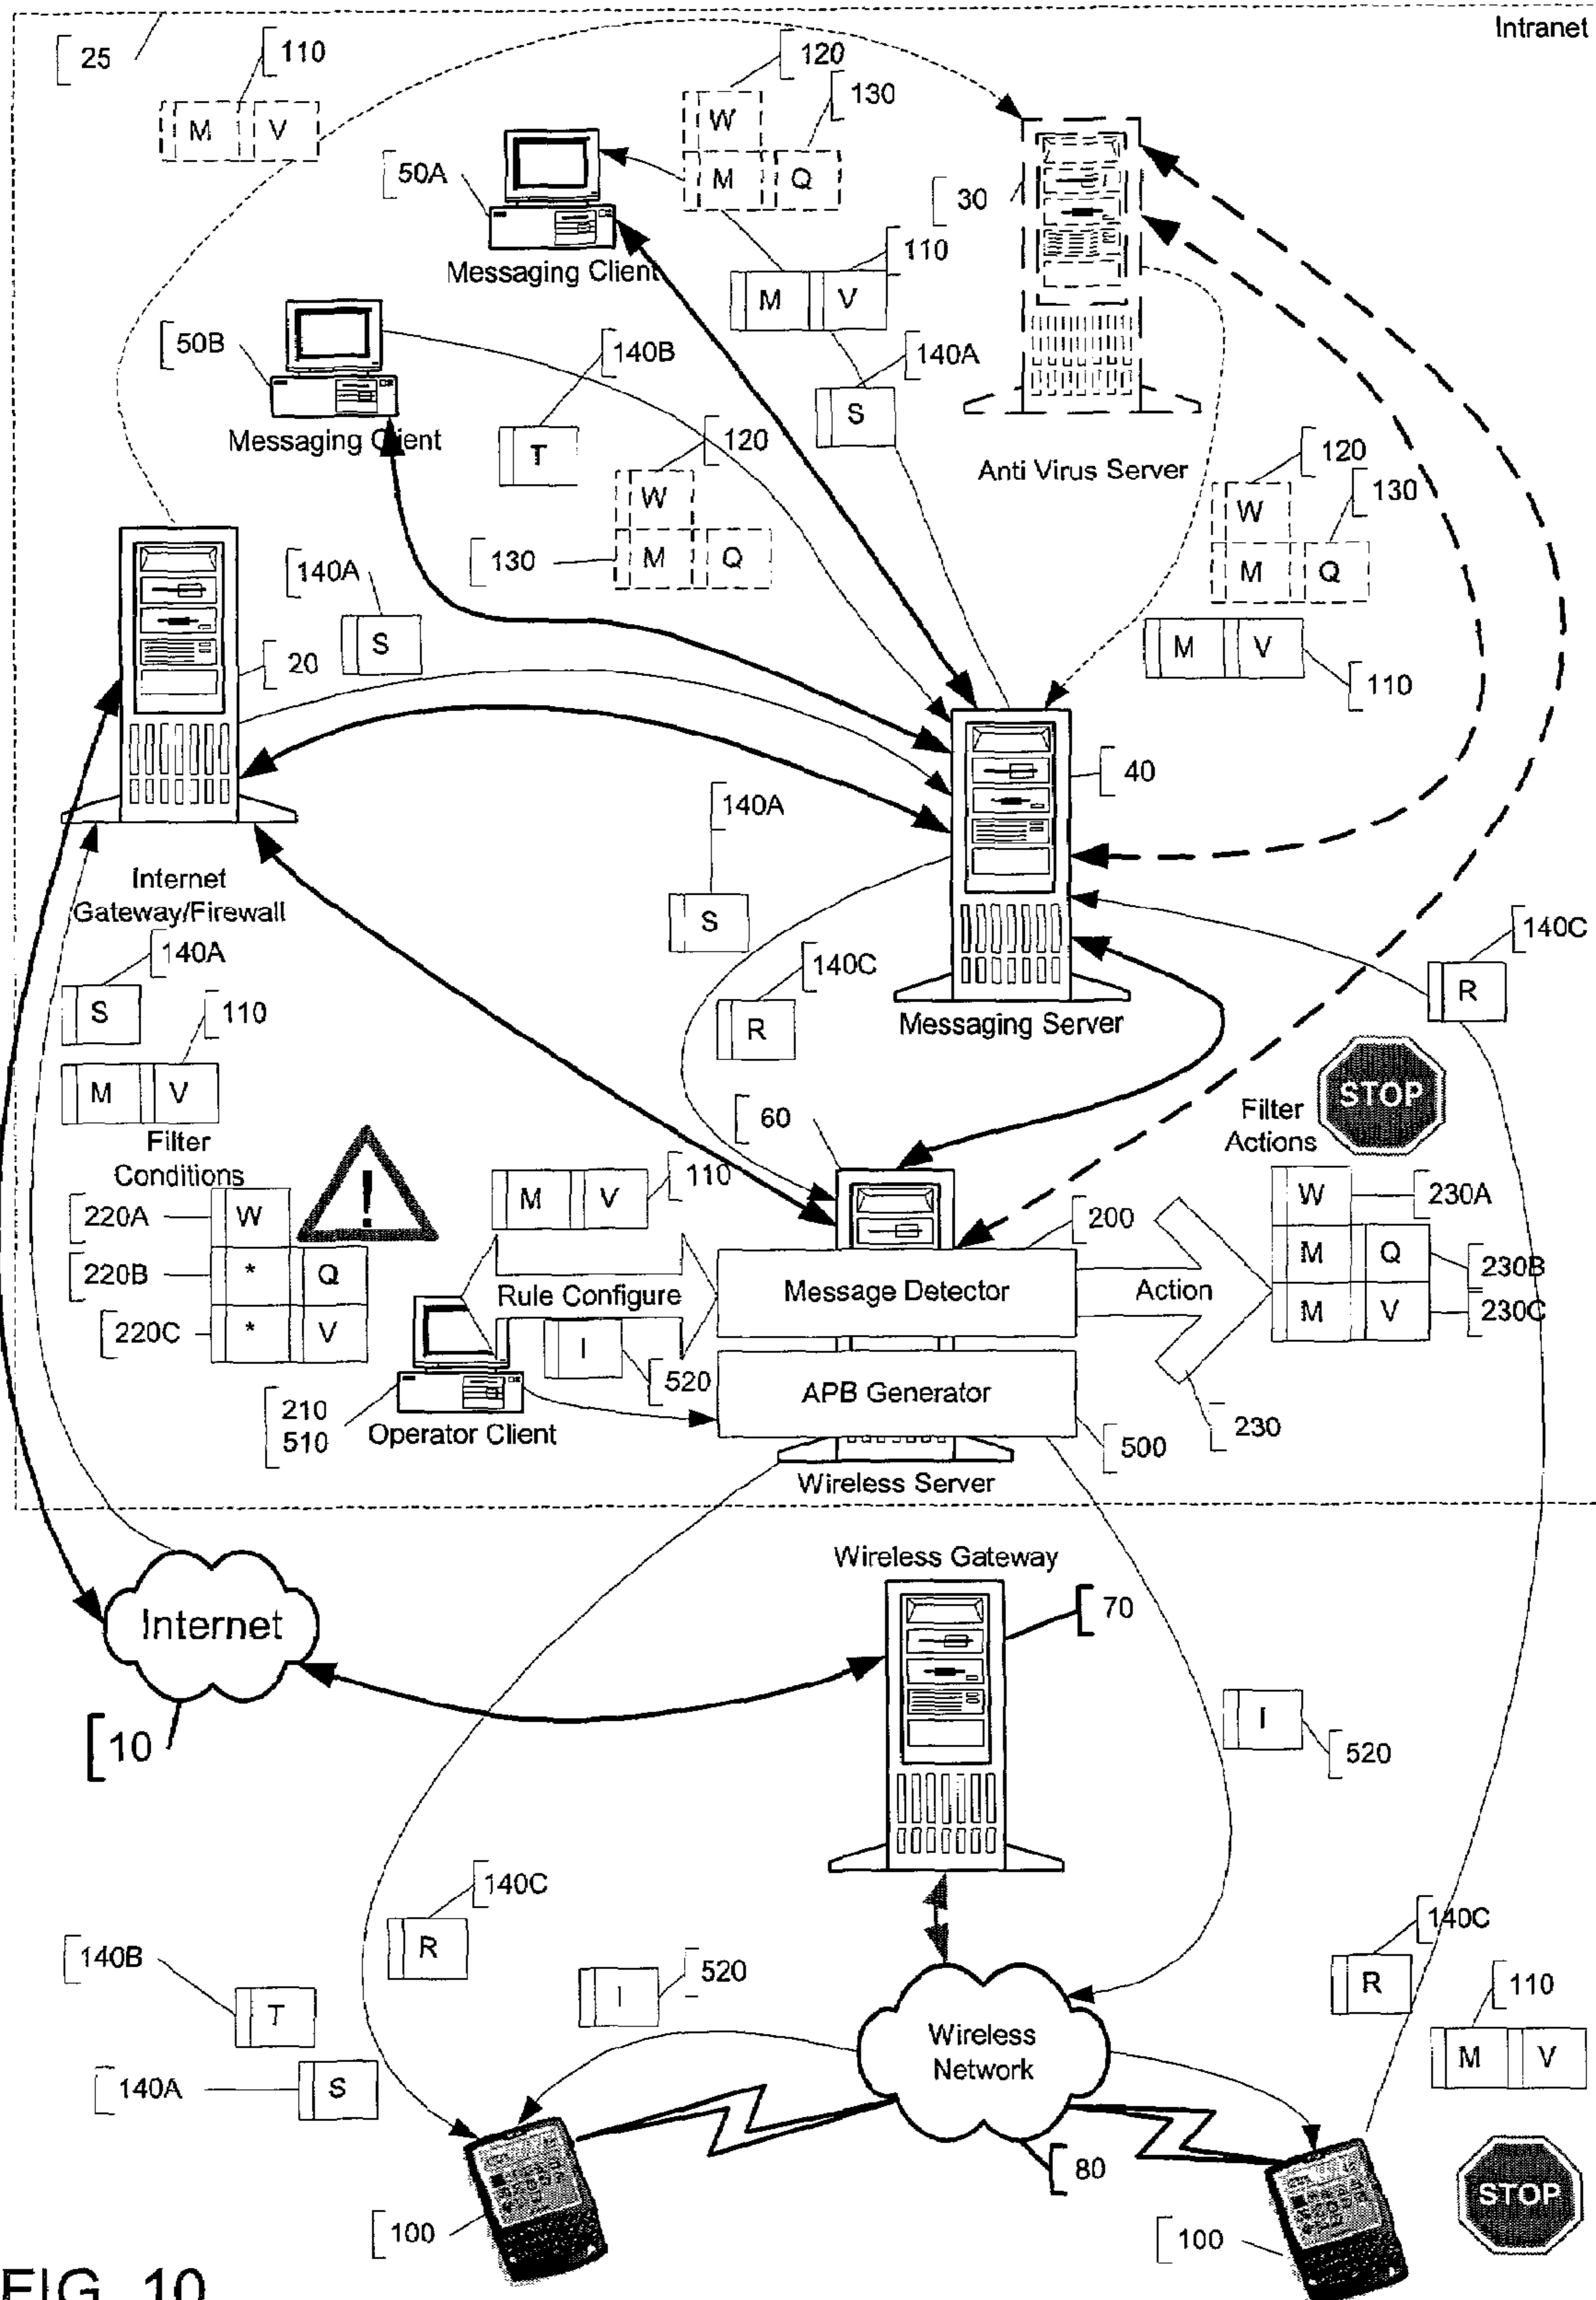 Intranet
25
110
M V
120
130
W
M Q
50A
Messaging Client
30
110
M V
50B
Messaging Client
140B
T
140A
S
Anti Virus Server
120
W
130
M Q
120
130
W
M Q
M V
110
140A
S
20
40
140A
S
Internet
Gateway/Firewall
140A
S
110
M V
140C
R
Messaging Server
140C
R
STOP
Filter
Actions
60
Filter
Conditions
!
220A
W
220B
* Q
220C
* V
M V
110
200
Rule Configure
Message Detector
Action
W
230A
M Q
230B
M V
230C
I
520
APB Generator
210
510
Operator Client
500
230
Wireless Server
Wireless Gateway
Internet
10
70
I
520
140C
R
140B
T
140A
S
I
520
Wireless
Network
80
140C
R
110
M V
100
100
STOP
FIG. 10